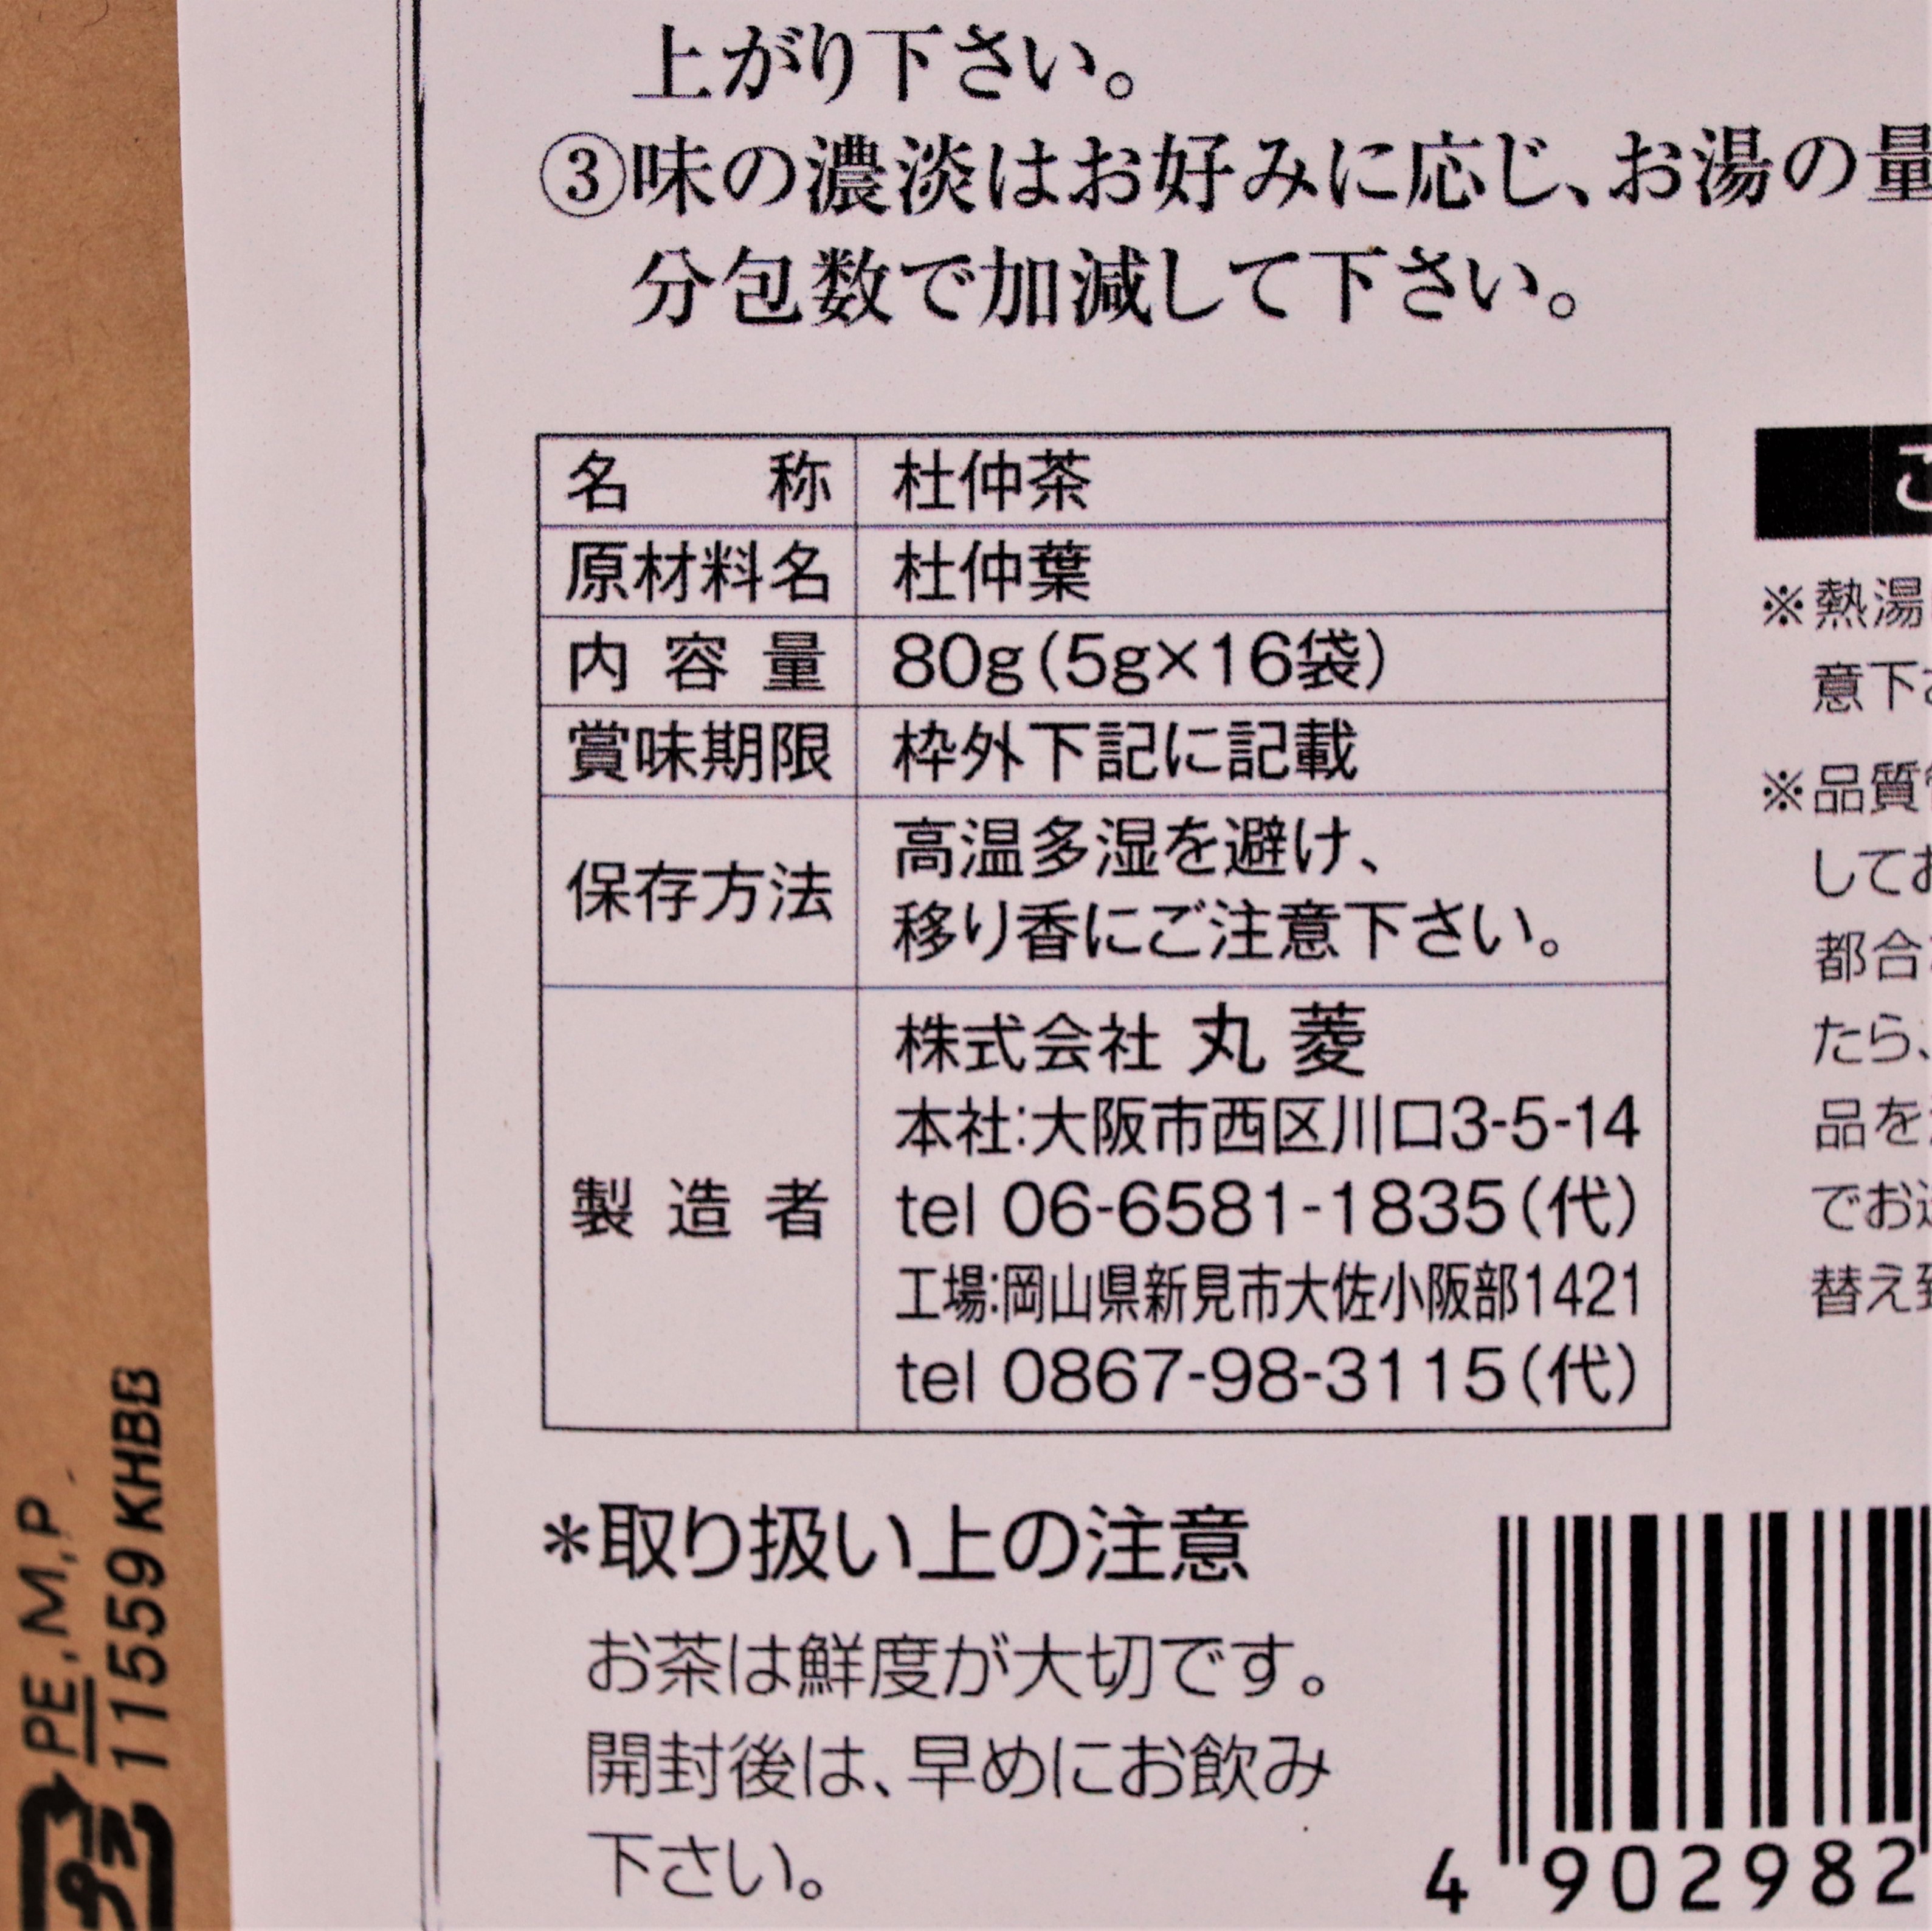 上がり下さい。
③味の濃淡はお好みに応じ、お湯の量
分包数で加減して下さい。
名称 杜仲茶
原材料名 杜仲葉
内容量 80g(5g×16袋)
賞味期限 枠外下記に記載
保存方法 高温多湿を避け、
移り香にご注意下さい。
製造者 株式会社 丸菱
本社:大阪市西区川口3-5-14
tel 06-6581-1835(代)
工場:岡山県新見市大佐小阪部1421
tel 0867-98-3115(代)
※熱湯
意下さ
※品質管
してお
都合
たら、
品を
でお送
替え致
*取り扱い上の注意
お茶は鮮度が大切です。
開封後は、早めにお飲み
下さい。
4 902982
PE,M,P
11559 KHBB
プラ